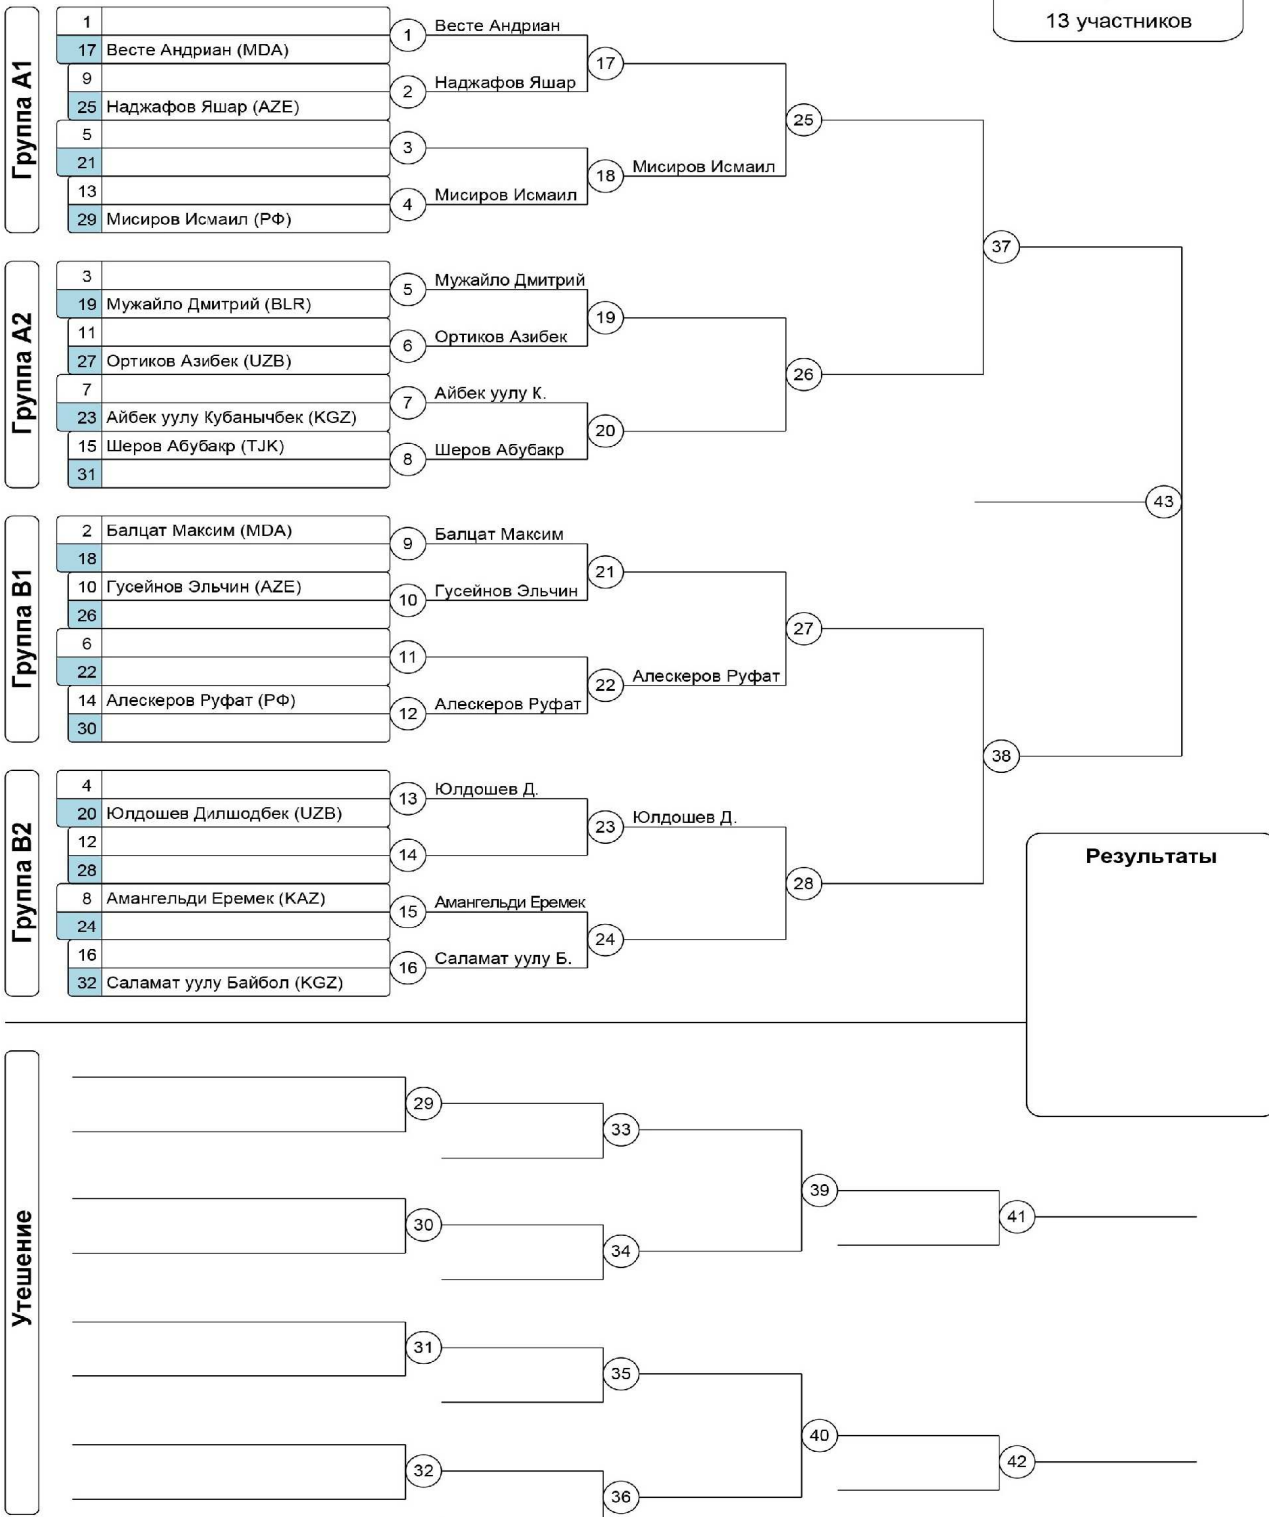 13 участников
Группа A1
1
17 Весте Андриан (MDA)
9
25 Наджафов Яшар (AZE)
5
21
13
29 Мисиров Исмаил (РФ)
1 Весте Андриан
2 Наджафов Яшар
3
4 Мисиров Исмаил
17
18 Мисиров Исмаил
25
Группа A2
3
19 Мужайло Дмитрий (BLR)
11
27 Ортиков Азибек (UZB)
7
23 Айбек уулу Кубанычбек (KGZ)
15 Шеров Абубакр (TJK)
31
5 Мужайло Дмитрий
6 Ортиков Азибек
7 Айбек уулу К.
8 Шеров Абубакр
19
20
26
37
Группа B1
2 Балцат Максим (MDA)
18
10 Гусейнов Эльчин (AZE)
26
6
22
14 Алескеров Руфат (РФ)
30
9 Балцат Максим
10 Гусейнов Эльчин
11
12 Алескеров Руфат
21
22 Алескеров Руфат
27
Группа B2
4
20 Юлдошев Дилшодбек (UZB)
12
28
8 Амангельди Еремек (KAZ)
24
16
32 Саламат уулу Байбол (KGZ)
13 Юлдошев Д.
14
15 Амангельди Еремек
16 Саламат уулу Б.
23 Юлдошев Д.
24
28
38
43
Результаты
Утешение
29
30
31
32
33
34
35
36
39
40
41
42